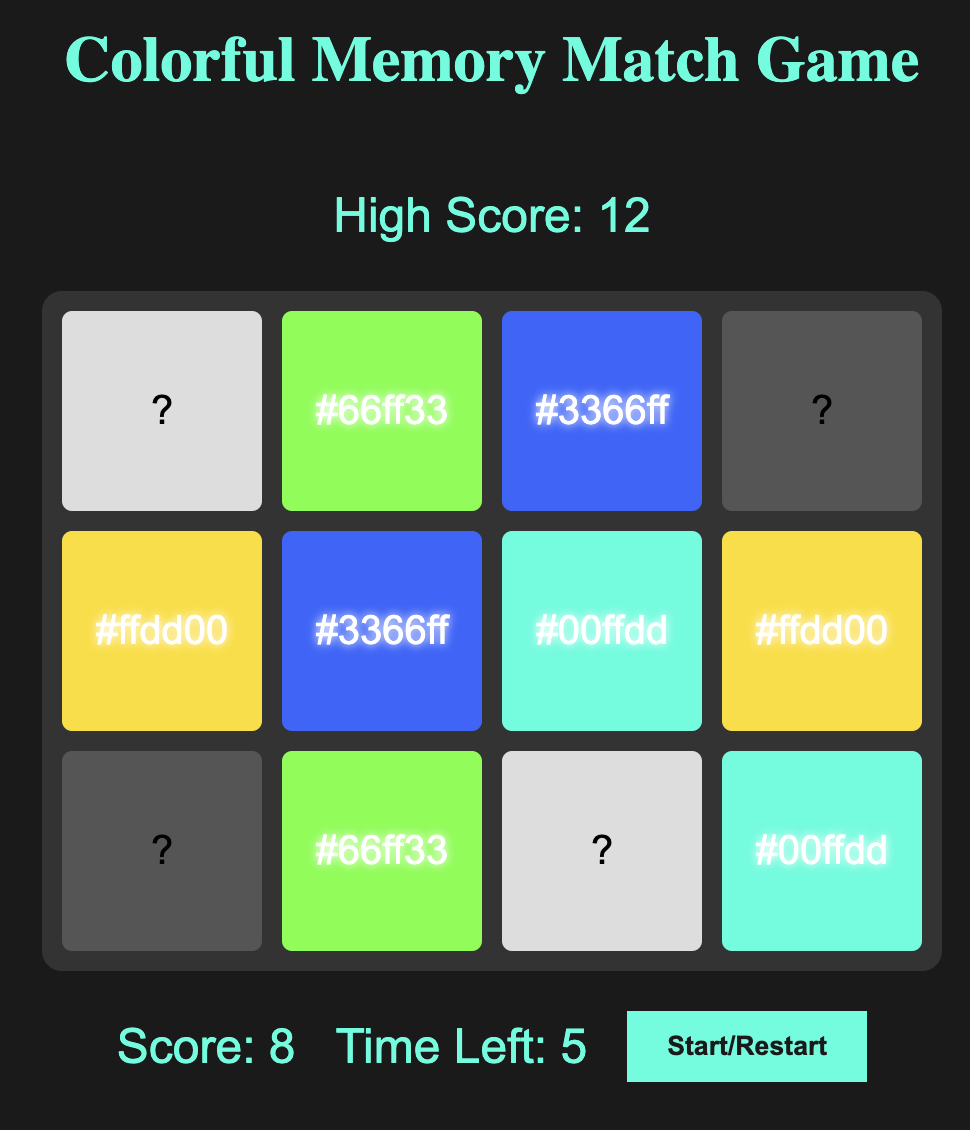 Colorful Memory Match Game
High Score: 12
? #66ff33 #3366ff ?
#ffdd00 #3366ff #00ffdd #ffdd00
? #66ff33 ? #00ffdd
Score: 8 Time Left: 5 Start/Restart